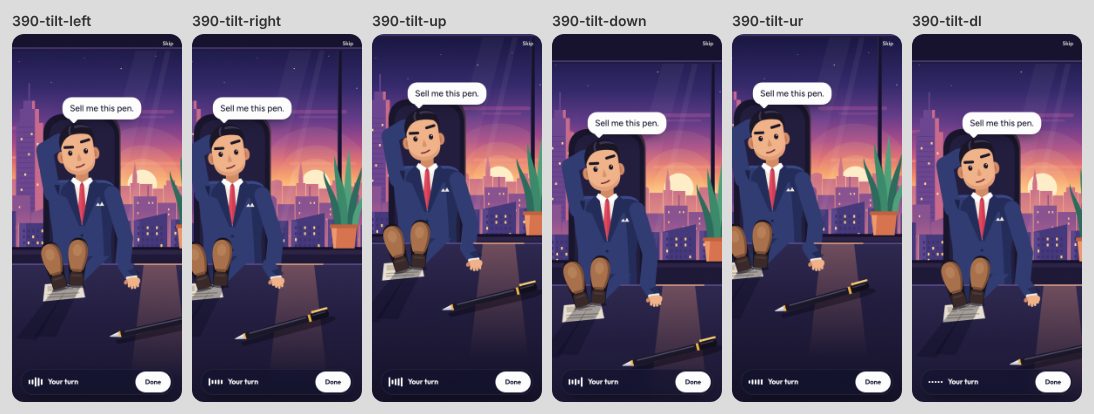 390-tilt-left
Skip
Sell me this pen.
Your turn
Done
390-tilt-right
Skip
Sell me this pen.
Your turn
Done
390-tilt-up
Skip
Sell me this pen.
Your turn
Done
390-tilt-down
Skip
Sell me this pen.
Your turn
Done
390-tilt-ur
Skip
Sell me this pen.
Your turn
Done
390-tilt-dl
Skip
Sell me this pen.
Your turn
Done